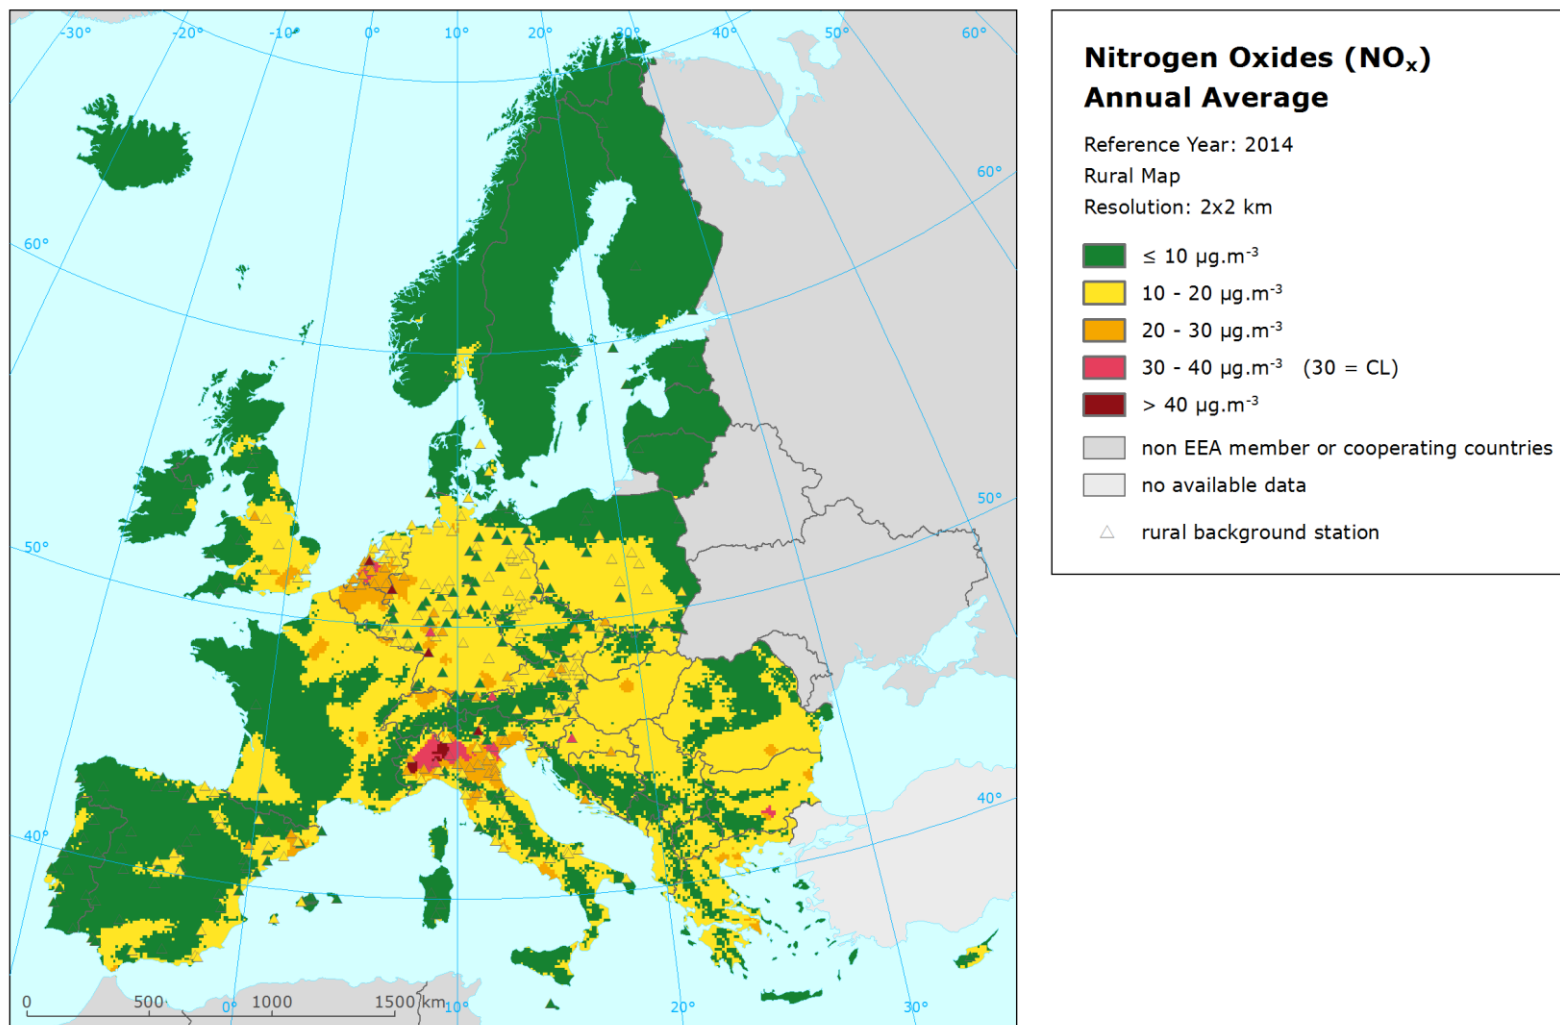 -30°
-20°
-10°
0°
10°
20°
30°
40°
50°
60°
60°
60°
50°
50°
40°
40°
0
500
1000
1500 km
0°
10°
20°
30°
Nitrogen Oxides (NOₓ)
Annual Average
Reference Year: 2014
Rural Map
Resolution: 2x2 km
≤ 10 µg.m⁻³
10 - 20 µg.m⁻³
20 - 30 µg.m⁻³
30 - 40 µg.m⁻³ (30 = CL)
> 40 µg.m⁻³
non EEA member or cooperating countries
no available data
rural background station